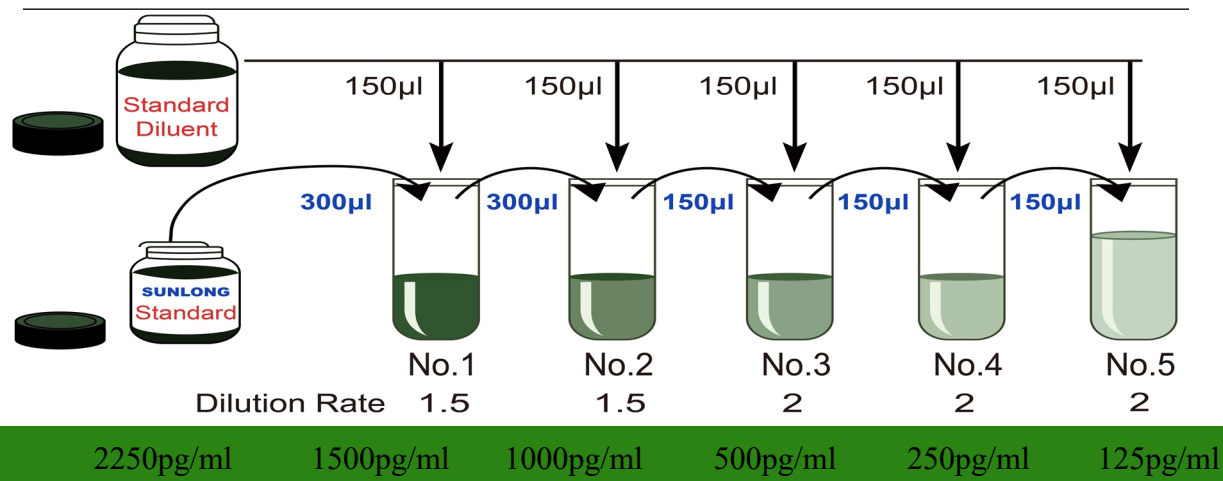 150µl 150µl 150µl 150µl 150µl
Standard
Diluent
300µl 300µl 150µl 150µl 150µl
SUNLONG
Standard
No.1 No.2 No.3 No.4 No.5
Dilution Rate 1.5 1.5 2 2 2
2250pg/ml 1500pg/ml 1000pg/ml 500pg/ml 250pg/ml 125pg/ml